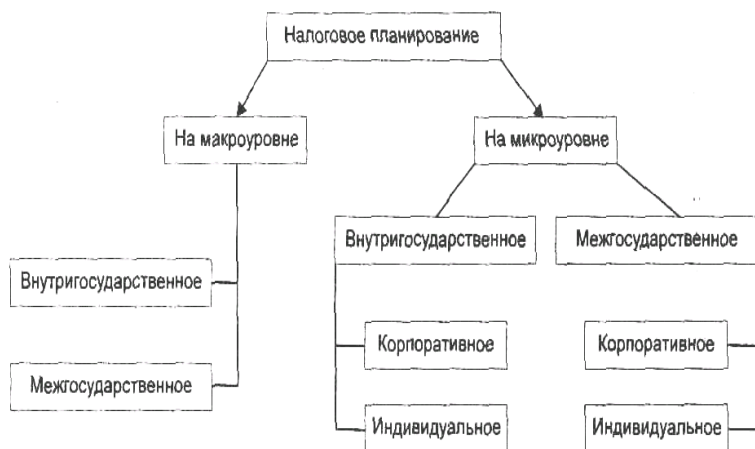 Налоговое планирование
На макроуровне
На микроуровне
Внутригосударственное
Межгосударственное
Внутригосударственное
Межгосударственное
Корпоративное
Корпоративное
Индивидуальное
Индивидуальное